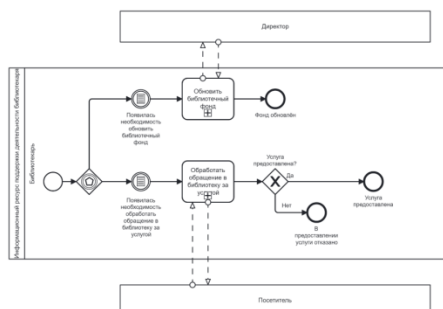 Директор
Информационный ресурс поддержки деятельности библиотекаря
Библиотекарь
Появилась
необходимость
обновить
библиотечный
фонд
Обновить
библиотечный
фонд
Фонд обновлён
Появилась
необходимость
обработать
обращение в
библиотеку за
услугой
Обработать
обращение в
библиотеку за
услугой
Услуга
предоставлена?
Да
Нет
Услуга
предоставлена
В
предоставлении
услуги отказано
Посетитель